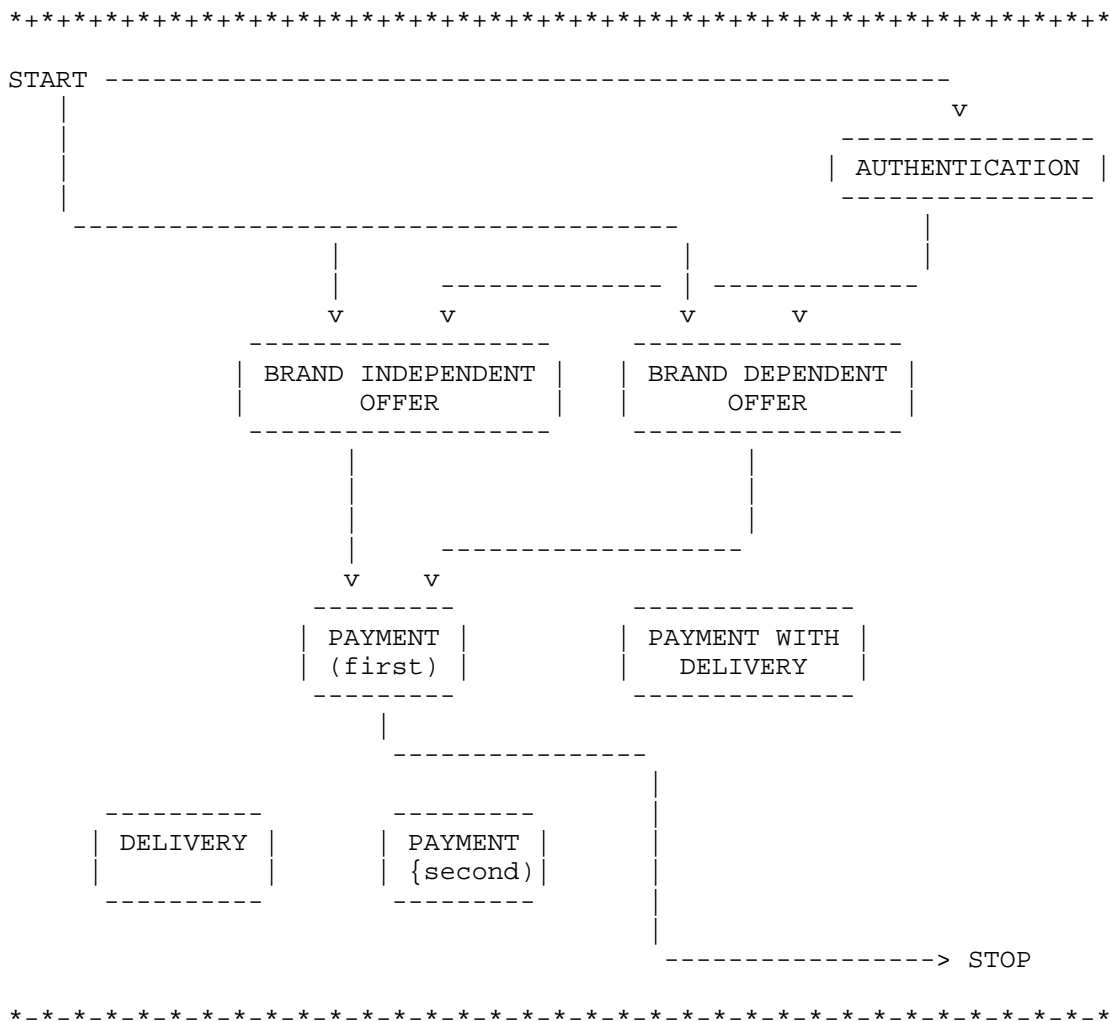 *+*+*+*+*+*+*+*+*+*+*+*+*+*+*+*+*+*+*+*+*+*+*+*+*+*+*+*+*+*+*+*+*+*+*
START
v
AUTHENTICATION
v v v v
BRAND INDEPENDENT BRAND DEPENDENT
OFFER OFFER
v v
PAYMENT PAYMENT WITH
(first) DELIVERY
DELIVERY PAYMENT
{second)
> STOP
*-*-*-*-*-*-*-*-*-*-*-*-*-*-*-*-*-*-*-*-*-*-*-*-*-*-*-*-*-*-*-*-*-*-*